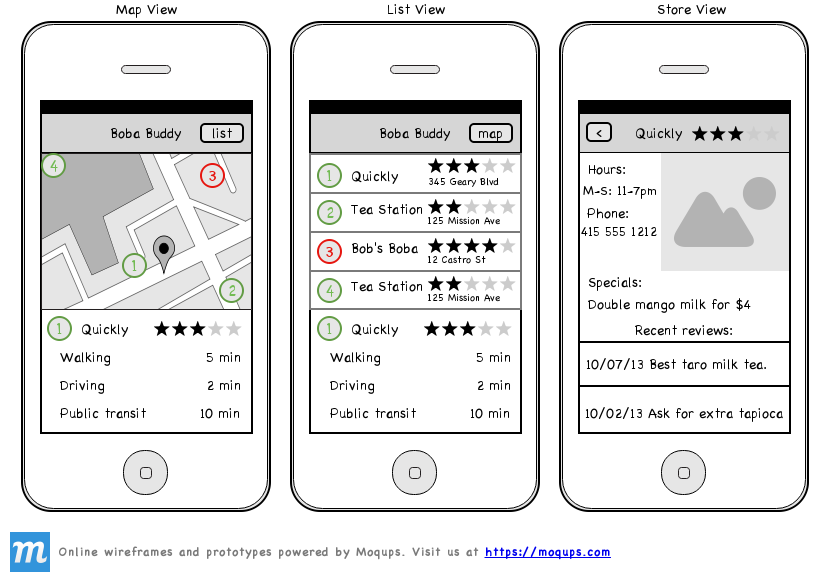 Map View
Boba Buddy list
4
3
1
2
1 Quickly
Walking 5 min
Driving 2 min
Public transit 10 min
List View
Boba Buddy map
1 Quickly
345 Geary Blvd
2 Tea Station
125 Mission Ave
3 Bob's Boba
12 Castro St
4 Tea Station
125 Mission Ave
1 Quickly
Walking 5 min
Driving 2 min
Public transit 10 min
Store View
< Quickly
Hours:
M-S: 11-7pm
Phone:
415 555 1212
Specials:
Double mango milk for $4
Recent reviews:
10/07/13 Best taro milk tea.
10/02/13 Ask for extra tapioca
m Online wireframes and prototypes powered by Moqups. Visit us at https://moqups.com